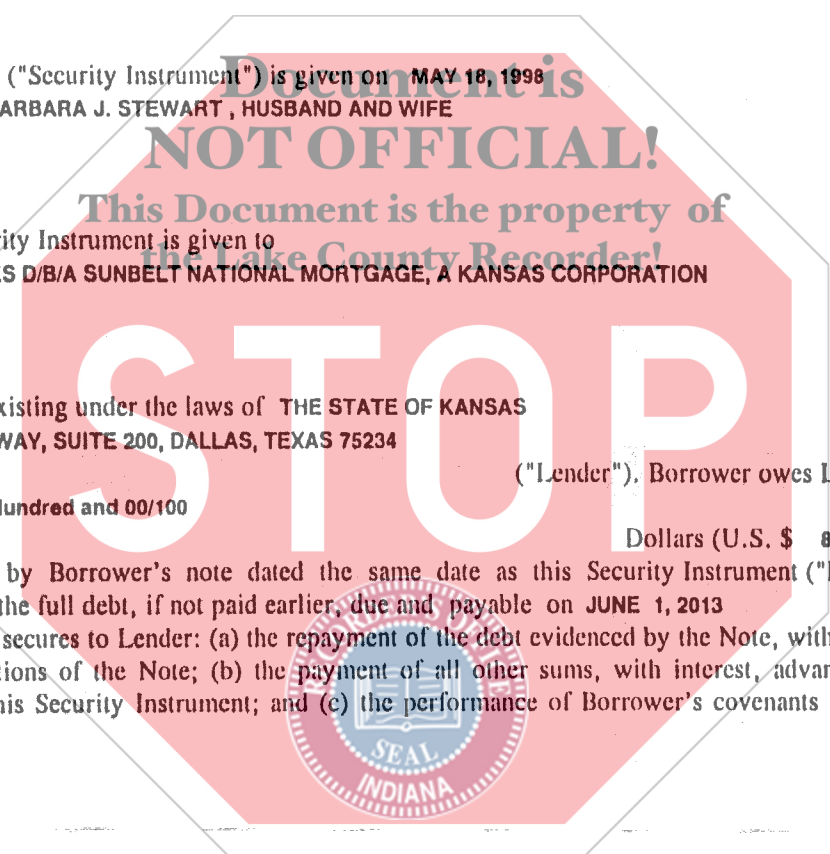 Document is
("Security Instrument") is given on MAY 18, 1998
ARBARA J. STEWART , HUSBAND AND WIFE
NOT OFFICIAL!
This Document is the property of
rity Instrument is given to
the Lake County Recorder!
ES D/B/A SUNBELT NATIONAL MORTGAGE, A KANSAS CORPORATION
STOP
xisting under the laws of THE STATE OF KANSAS
WAY, SUITE 200, DALLAS, TEXAS 75234
("Lender"). Borrower owes L
Hundred and 00/100
Dollars (U.S. $ 8
by Borrower's note dated the same date as this Security Instrument ("
the full debt, if not paid earlier, due and payable on JUNE 1, 2013
secures to Lender: (a) the repayment of the debt evidenced by the Note, with
tions of the Note; (b) the payment of all other sums, with interest, advan
his Security Instrument; and (c) the performance of Borrower's covenants
SEAL
INDIANA